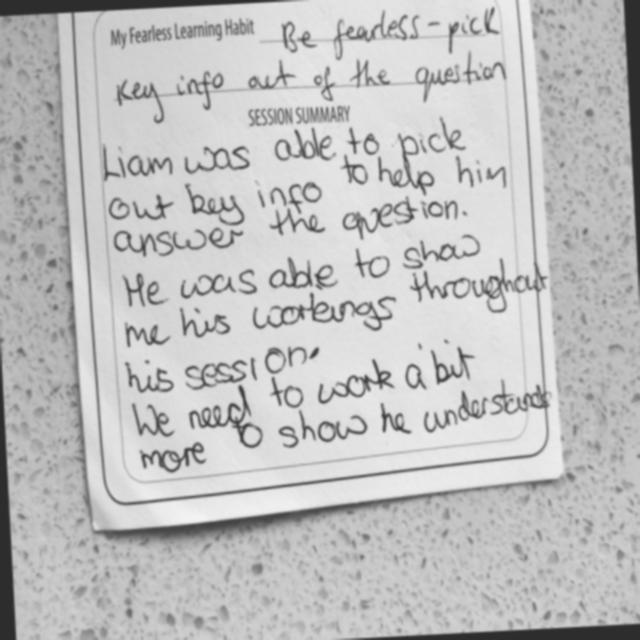 My Fearless Learning Habit Be fearless - pick
key info out of the question
SESSION SUMMARY
Liam was able to pick
out key info to help him
answer the question.
He was able to show
me his workings throughout
his session.
We need to work a bit
more to show he understands